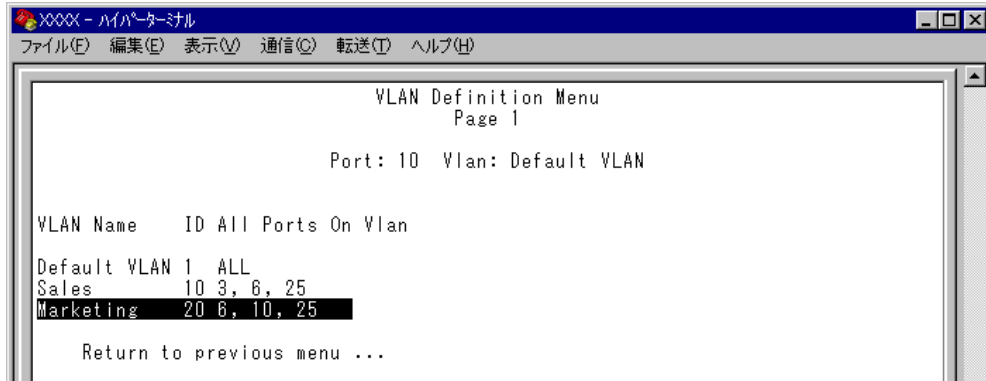 XXXX - ﾊｲﾊﾟｰﾀｰﾐﾅﾙ
ファイル(F) 編集(E) 表示(V) 通信(C) 転送(T) ヘルプ(H)
VLAN Definition Menu
Page 1
Port: 10 Vlan: Default VLAN
VLAN Name ID All Ports On Vlan
Default VLAN 1 ALL
Sales 10 3, 6, 25
Marketing 20 6, 10, 25
Return to previous menu ...